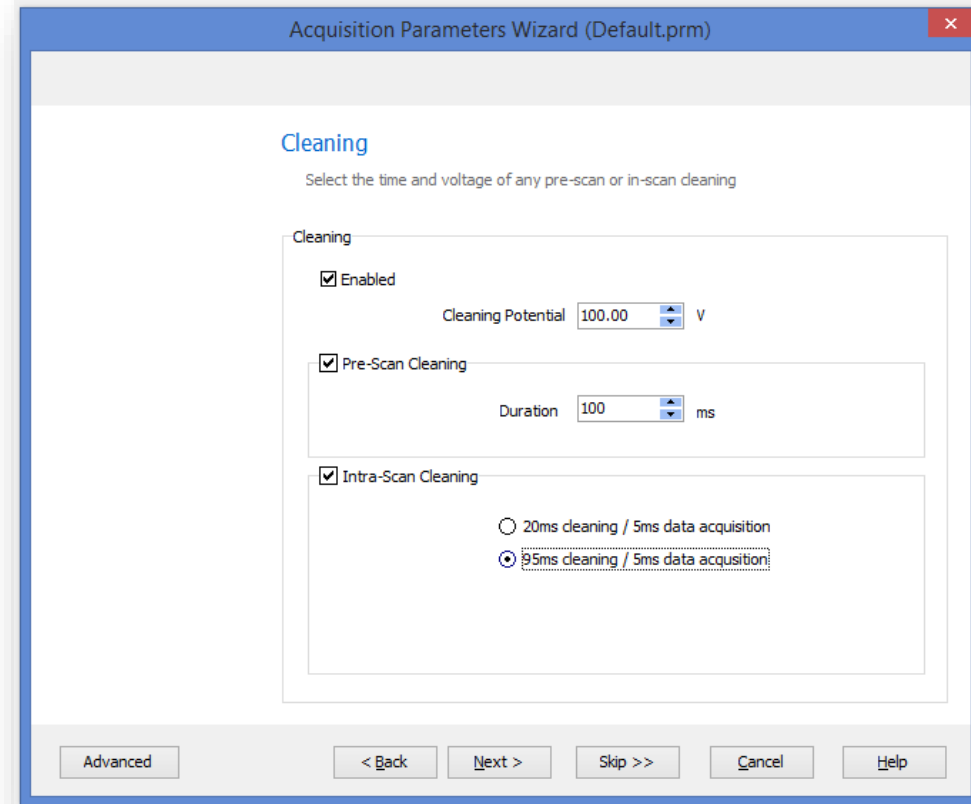 Acquisition Parameters Wizard (Default.prm)
Cleaning
Select the time and voltage of any pre-scan or in-scan cleaning
Cleaning
Enabled
Cleaning Potential 100.00 V
Pre-Scan Cleaning
Duration 100 ms
Intra-Scan Cleaning
20ms cleaning / 5ms data acquisition
95ms cleaning / 5ms data acqusition
Advanced < Back Next > Skip >> Cancel Help